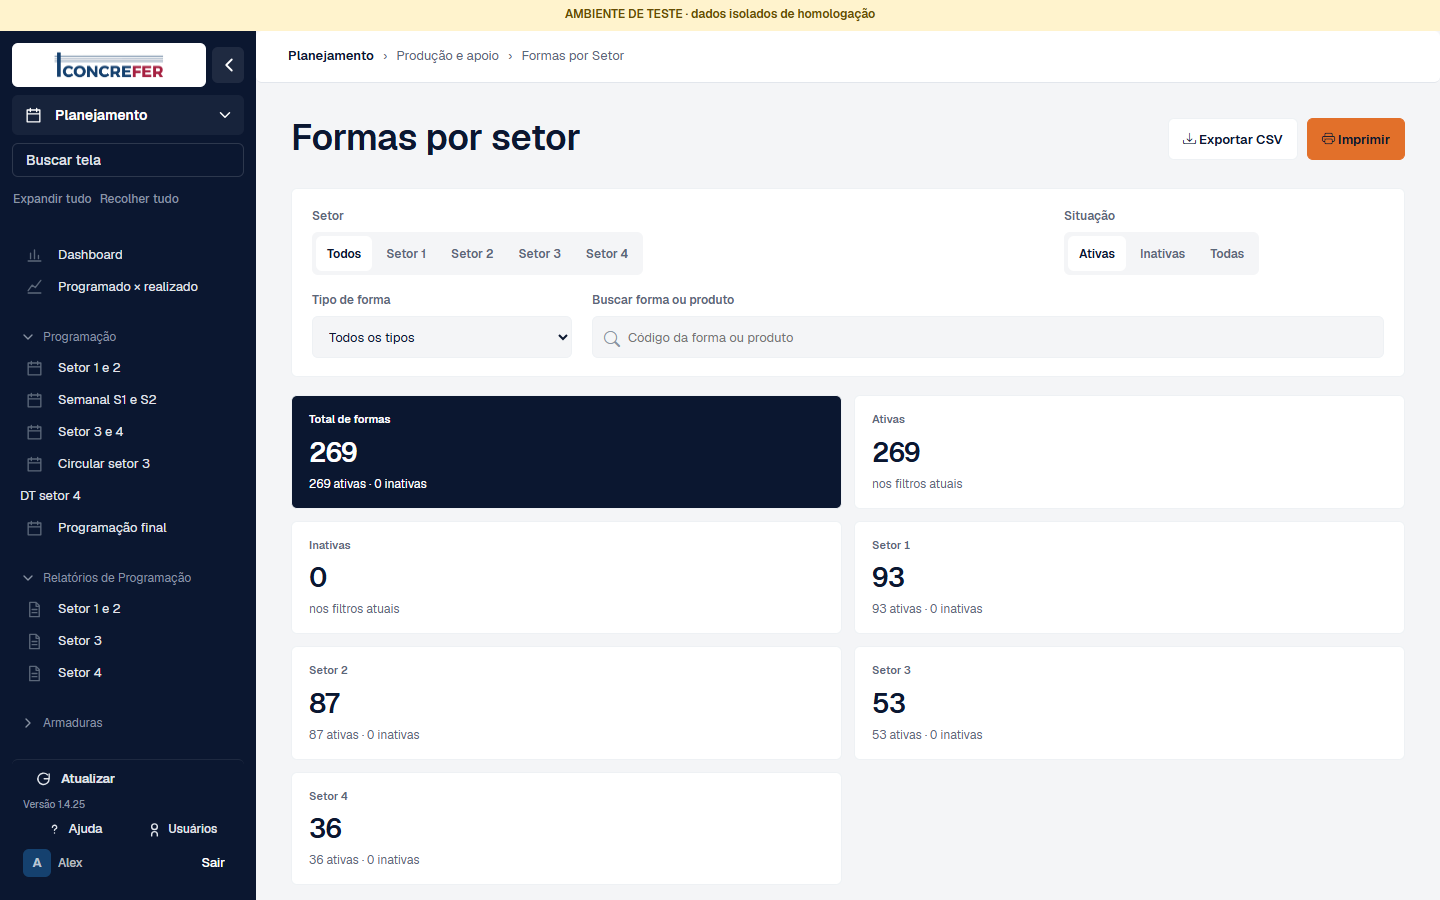 AMBIENTE DE TESTE · dados isolados de homologação
CONCREFER
Planejamento
Buscar tela
Expandir tudo Recolher tudo
Dashboard
Programado × realizado
Programação
Setor 1 e 2
Semanal S1 e S2
Setor 3 e 4
Circular setor 3
DT setor 4
Programação final
Relatórios de Programação
Setor 1 e 2
Setor 3
Setor 4
Armaduras
Atualizar
Versão 1.4.25
? Ajuda Usuários
A Alex Sair
Planejamento › Produção e apoio › Formas por Setor
Formas por setor
Exportar CSV Imprimir
Setor Situação
Todos Setor 1 Setor 2 Setor 3 Setor 4 Ativas Inativas Todas
Tipo de forma Buscar forma ou produto
Todos os tipos Código da forma ou produto
Total de formas
269
269 ativas · 0 inativas
Ativas
269
nos filtros atuais
Inativas
0
nos filtros atuais
Setor 1
93
93 ativas · 0 inativas
Setor 2
87
87 ativas · 0 inativas
Setor 3
53
53 ativas · 0 inativas
Setor 4
36
36 ativas · 0 inativas